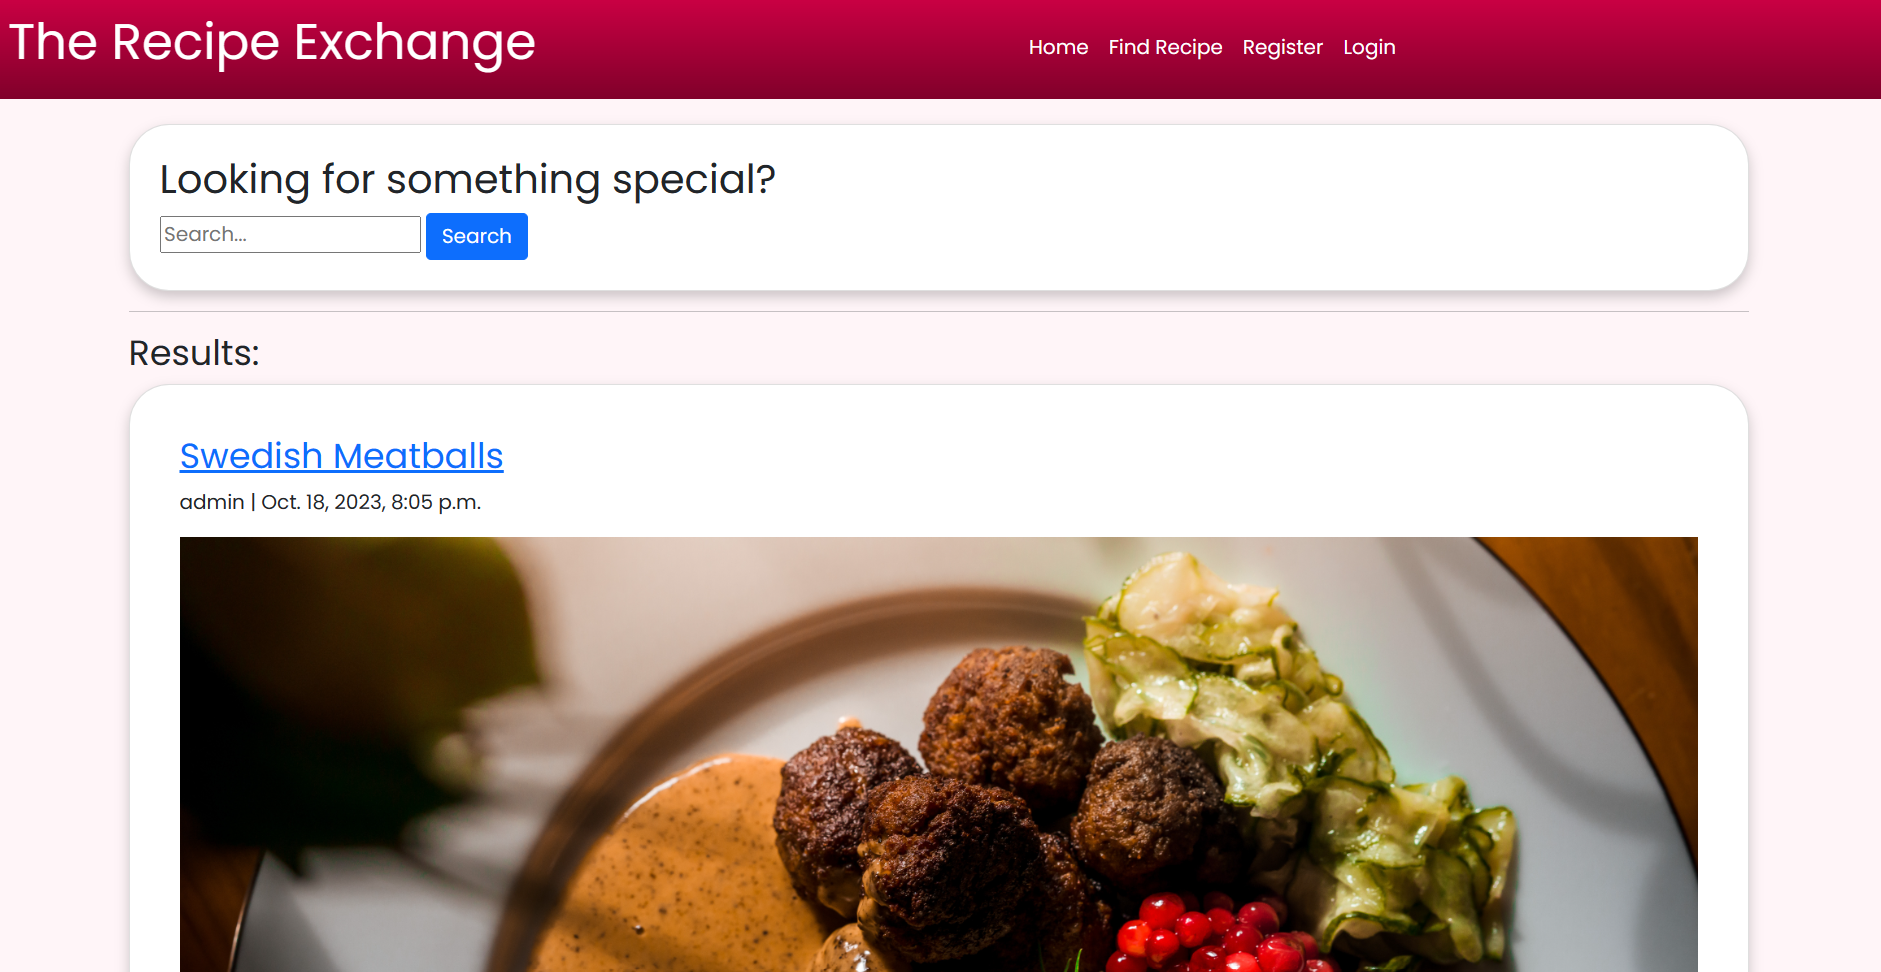 The Recipe Exchange
Home Find Recipe Register Login
Looking for something special?
Search...
Search
Results:
Swedish Meatballs
admin | Oct. 18, 2023, 8:05 p.m.